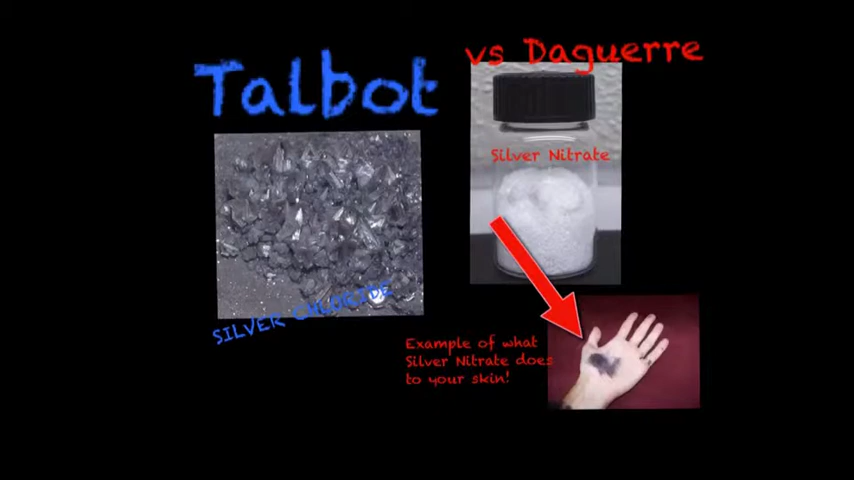 Talbot
vs Daguerre
Silver Nitrate
SILVER CHLORIDE
Example of what
Silver Nitrate does
to your skin!